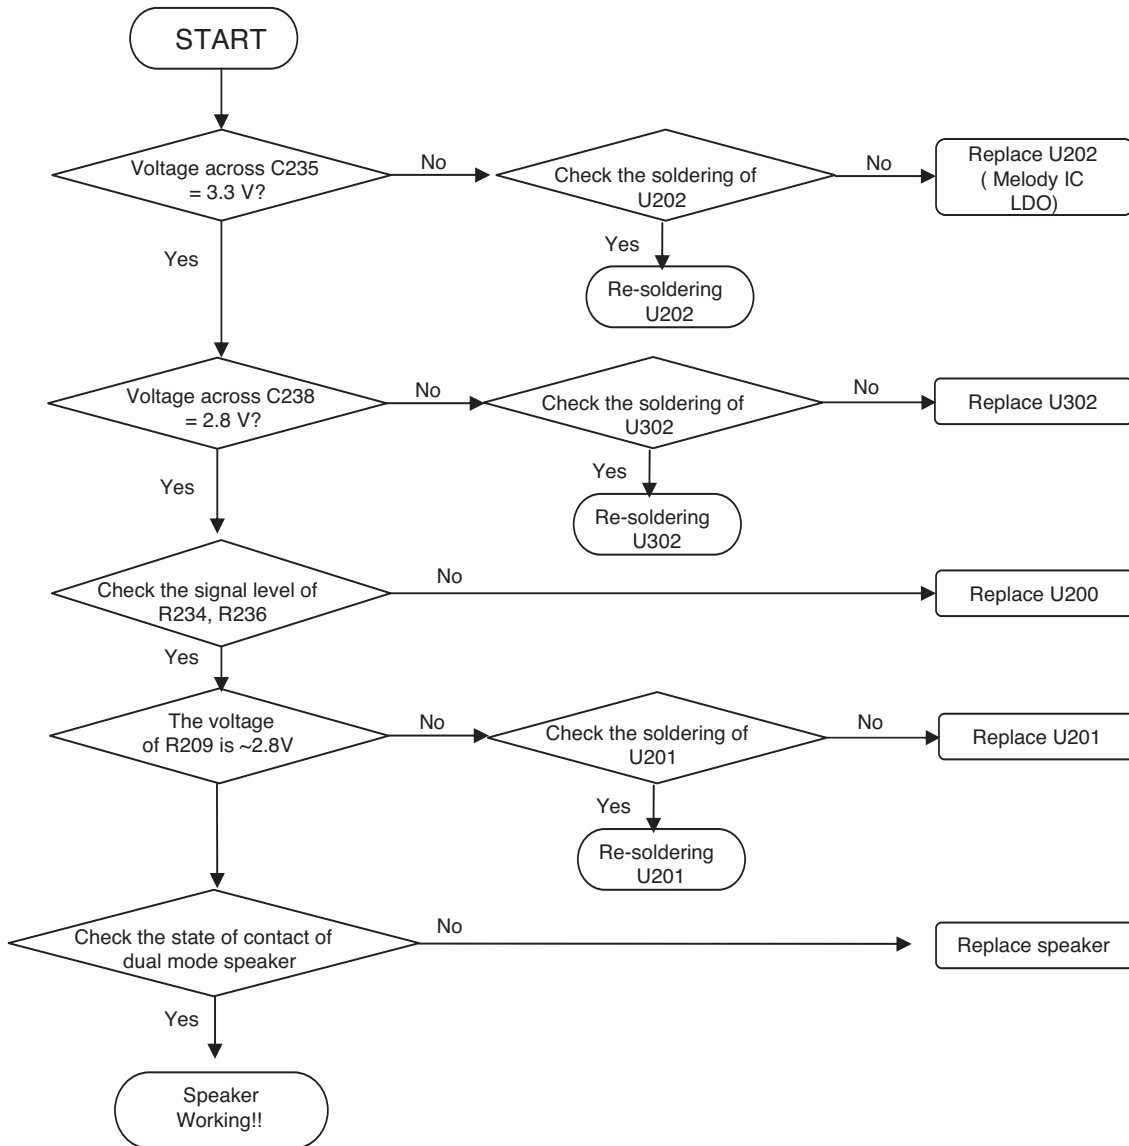 START
Voltage across C235
= 3.3 V?
No
Check the soldering of
U202
No
Replace U202
( Melody IC
LDO)
Yes
Yes
Re-soldering
U202
Voltage across C238
= 2.8 V?
No
Check the soldering of
U302
No
Replace U302
Yes
Yes
Re-soldering
U302
Check the signal level of
R234, R236
No
Replace U200
Yes
The voltage
of R209 is ~2.8V
No
Check the soldering of
U201
No
Replace U201
Yes
Re-soldering
U201
Check the state of contact of
dual mode speaker
No
Replace speaker
Yes
Speaker
Working!!